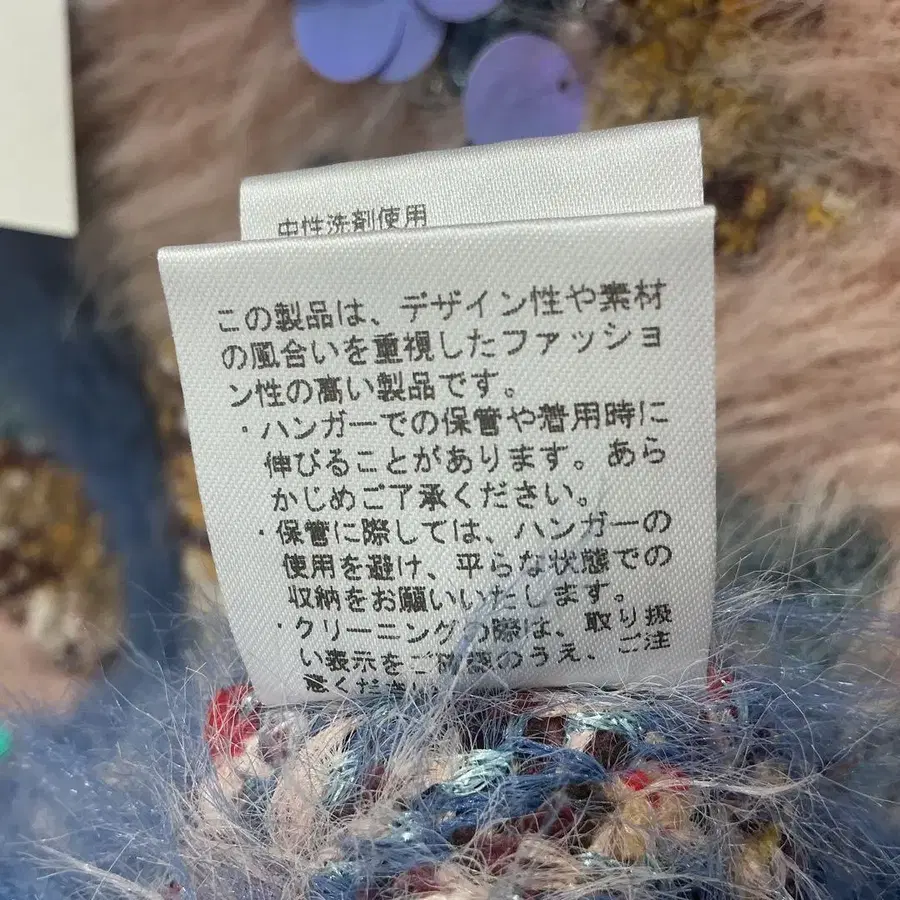 中性洗剤使用
この製品は、デザイン性や素材
の風合いを重視したファッショ
ン性の高い製品です。
・ハンガーでの保管や着用時に
伸びることがあります。あら
かじめご了承ください。
・保管に際しては、ハンガーの
使用を避け、平らな状態での
収納をお願いいたします。
・クリーニングの際は、取り扱
い表示をご確認のうえ、ご注
意くださ